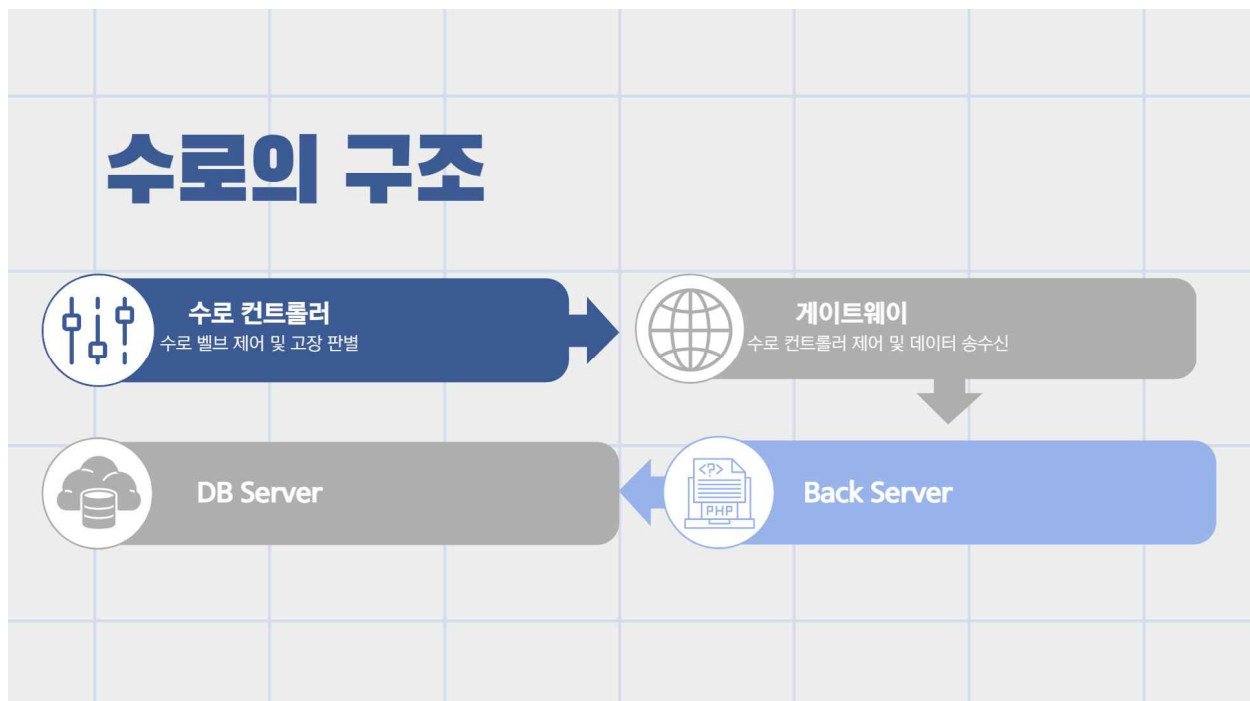 수로의 구조
수로 컨트롤러
수로 벨브 제어 및 고장 판별
게이트웨이
수로 컨트롤러 제어 및 데이터 송수신
DB Server
<?>
PHP
Back Server